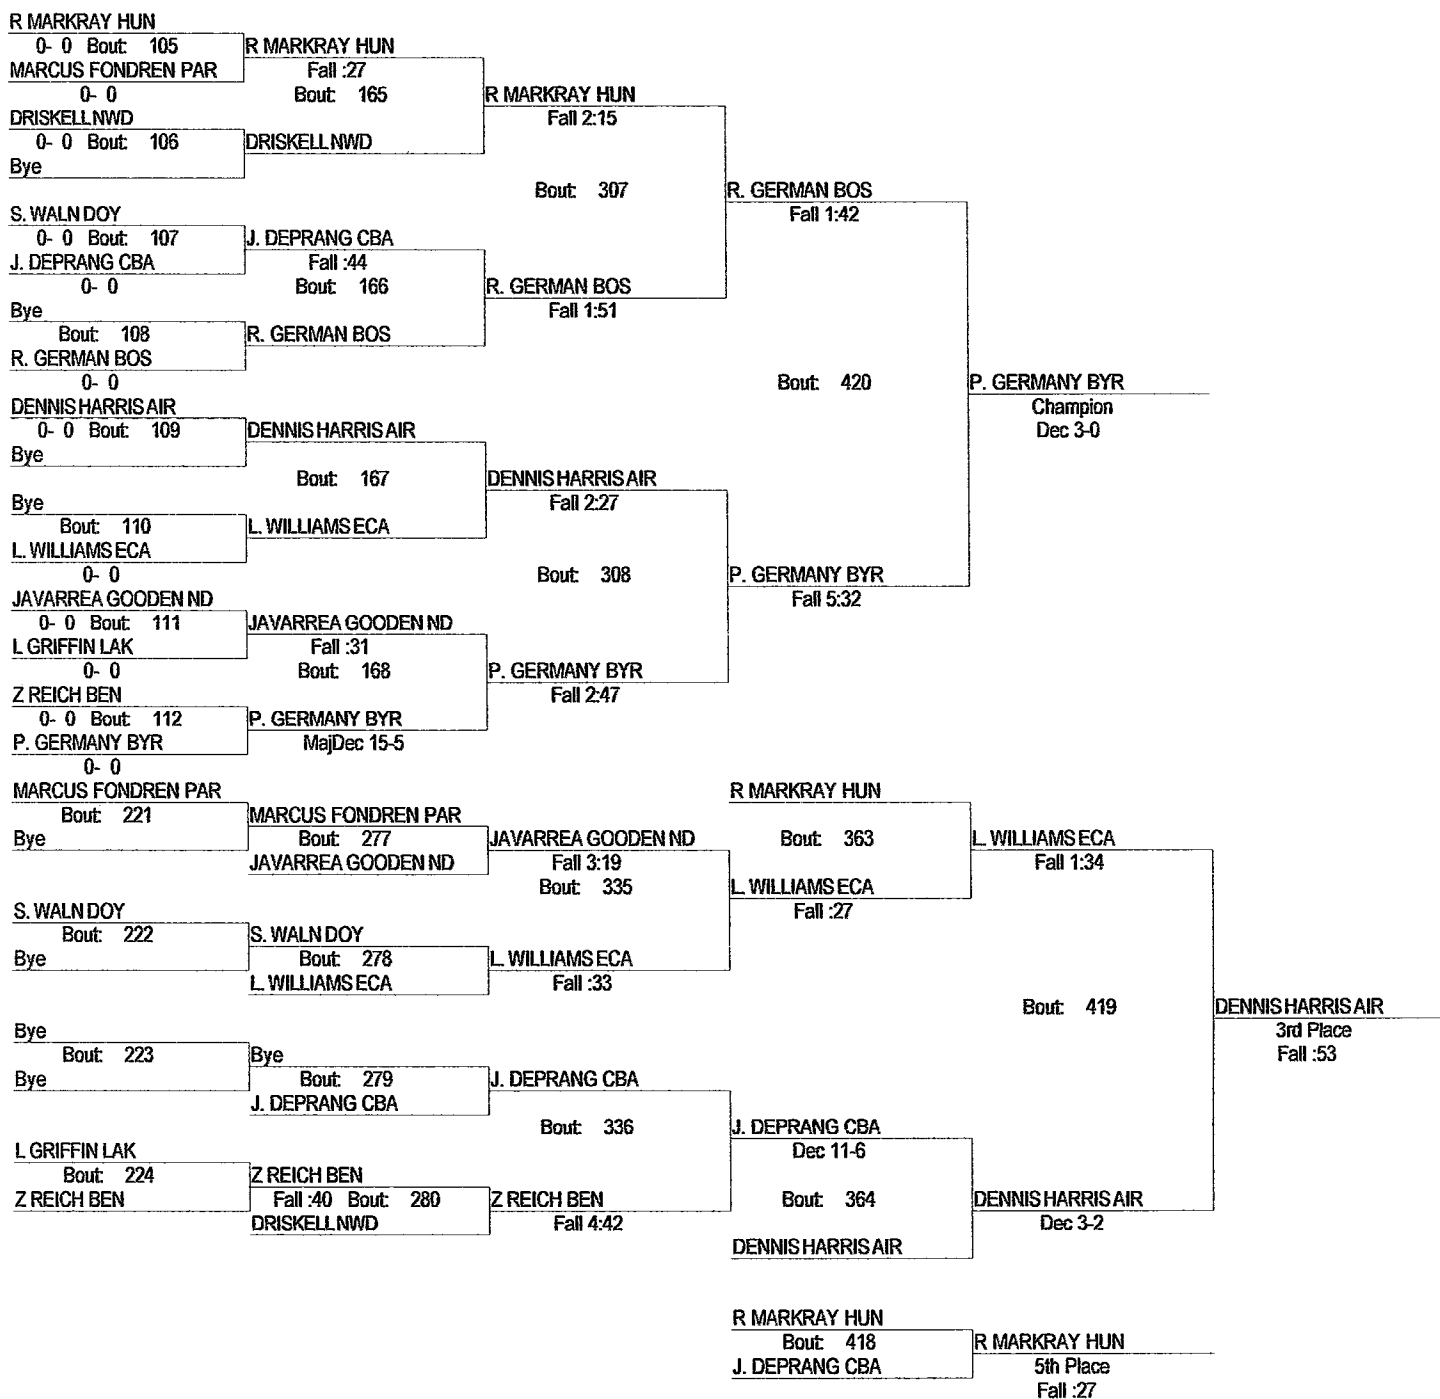 R MARKRAY HUN
0- 0 Bout: 105
MARCUS FONDREN PAR
0- 0
DRISKELL NWD
0- 0 Bout: 106
Bye
S. WALN DOY
0- 0 Bout: 107
J. DEPRANG CBA
0- 0
Bye
Bout: 108
R. GERMAN BOS
0- 0
DENNIS HARRIS AIR
0- 0 Bout: 109
Bye
Bye
Bout: 110
L. WILLIAMS ECA
0- 0
JAVARREA GOODEN ND
0- 0 Bout: 111
L GRIFFIN LAK
0- 0
Z REICH BEN
0- 0 Bout: 112
P. GERMANY BYR
0- 0
R MARKRAY HUN
Fall :27
Bout: 165
DRISKELL NWD
J. DEPRANG CBA
Fall :44
Bout: 166
R. GERMAN BOS
DENNIS HARRIS AIR
Bout: 167
L. WILLIAMS ECA
JAVARREA GOODEN ND
Fall :31
Bout: 168
P. GERMANY BYR
MajDec 15-5
R MARKRAY HUN
Fall 2:15
Bout: 307
R. GERMAN BOS
Fall 1:51
DENNIS HARRIS AIR
Fall 2:27
Bout: 308
P. GERMANY BYR
Fall 2:47
R. GERMAN BOS
Fall 1:42
Bout: 420
P. GERMANY BYR
Fall 5:32
P. GERMANY BYR
Champion
Dec 3-0
MARCUS FONDREN PAR
Bout: 221
Bye
S. WALN DOY
Bout: 222
Bye
Bye
Bout: 223
Bye
L GRIFFIN LAK
Bout: 224
Z REICH BEN
MARCUS FONDREN PAR
Bout: 277
JAVARREA GOODEN ND
S. WALN DOY
Bout: 278
L. WILLIAMS ECA
Bye
Bout: 279
J. DEPRANG CBA
Z REICH BEN
Fall :40 Bout: 280
DRISKELL NWD
JAVARREA GOODEN ND
Fall 3:19
Bout: 335
L. WILLIAMS ECA
Fall :33
J. DEPRANG CBA
Bout: 336
Z REICH BEN
Fall 4:42
R MARKRAY HUN
Bout: 363
L. WILLIAMS ECA
Fall :27
J. DEPRANG CBA
Dec 11-6
Bout: 364
DENNIS HARRIS AIR
L. WILLIAMS ECA
Fall 1:34
Bout: 419
DENNIS HARRIS AIR
Dec 3-2
DENNIS HARRIS AIR
3rd Place
Fall :53
R MARKRAY HUN
Bout: 418
J. DEPRANG CBA
R MARKRAY HUN
5th Place
Fall :27